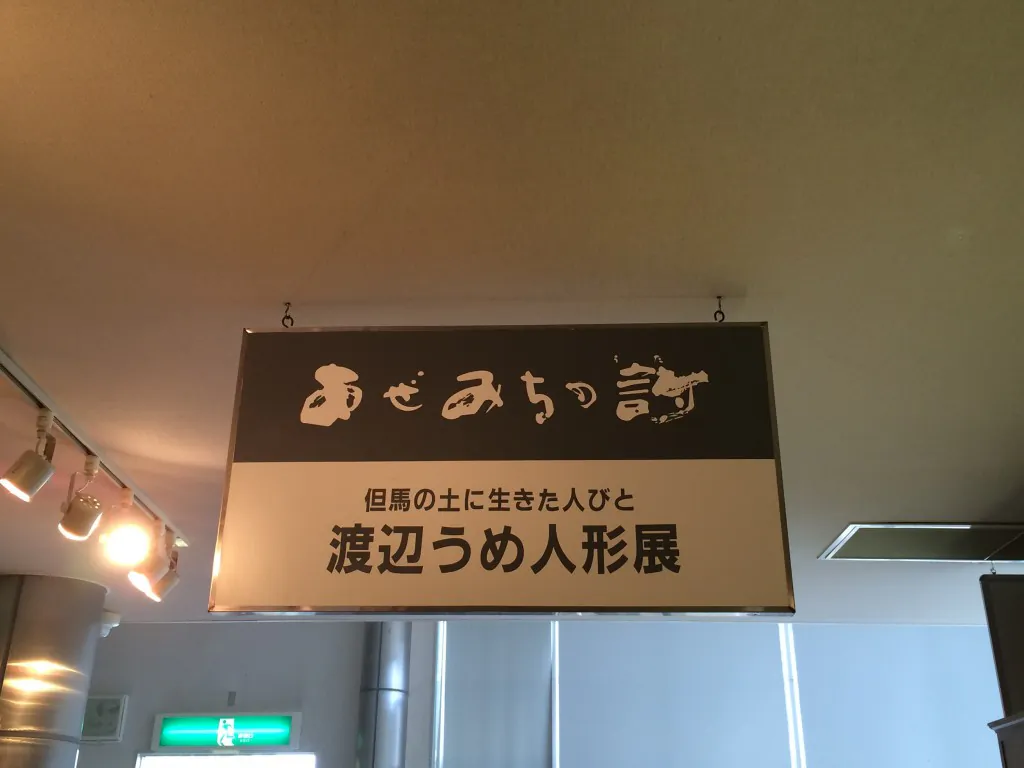 あぜみちの詩
但馬の土に生きた人びと
渡辺うめ人形展